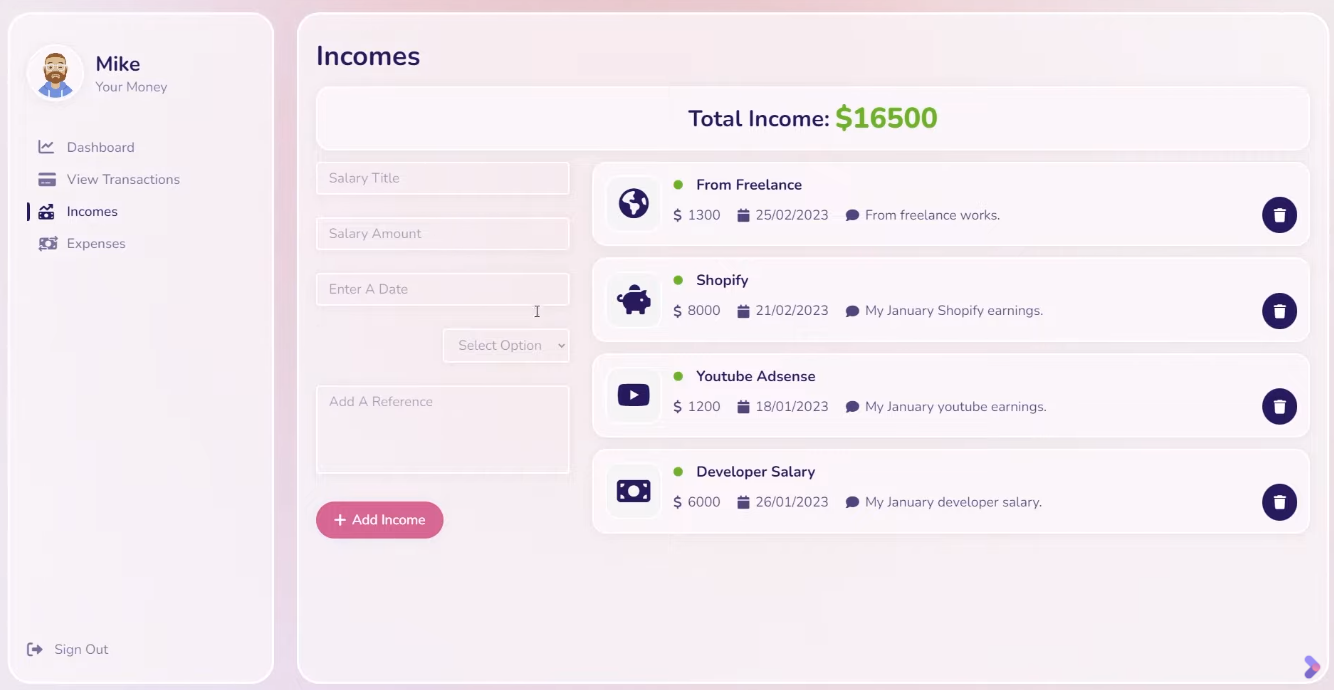 Mike
Your Money
Dashboard
View Transactions
Incomes
Expenses
Sign Out
Incomes
Total Income: $16500
Salary Title
Salary Amount
Enter A Date
Select Option
Add A Reference
+ Add Income
From Freelance
$ 1300 25/02/2023 From freelance works.
Shopify
$ 8000 21/02/2023 My January Shopify earnings.
Youtube Adsense
$ 1200 18/01/2023 My January youtube earnings.
Developer Salary
$ 6000 26/01/2023 My January developer salary.